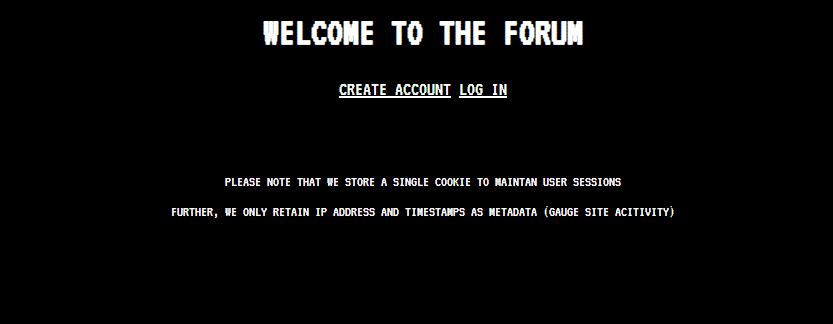 WELCOME TO THE FORUM
CREATE ACCOUNT LOG IN
PLEASE NOTE THAT WE STORE A SINGLE COOKIE TO MAINTAN USER SESSIONS
FURTHER, WE ONLY RETAIN IP ADDRESS AND TIMESTAMPS AS METADATA (GAUGE SITE ACITIVITY)